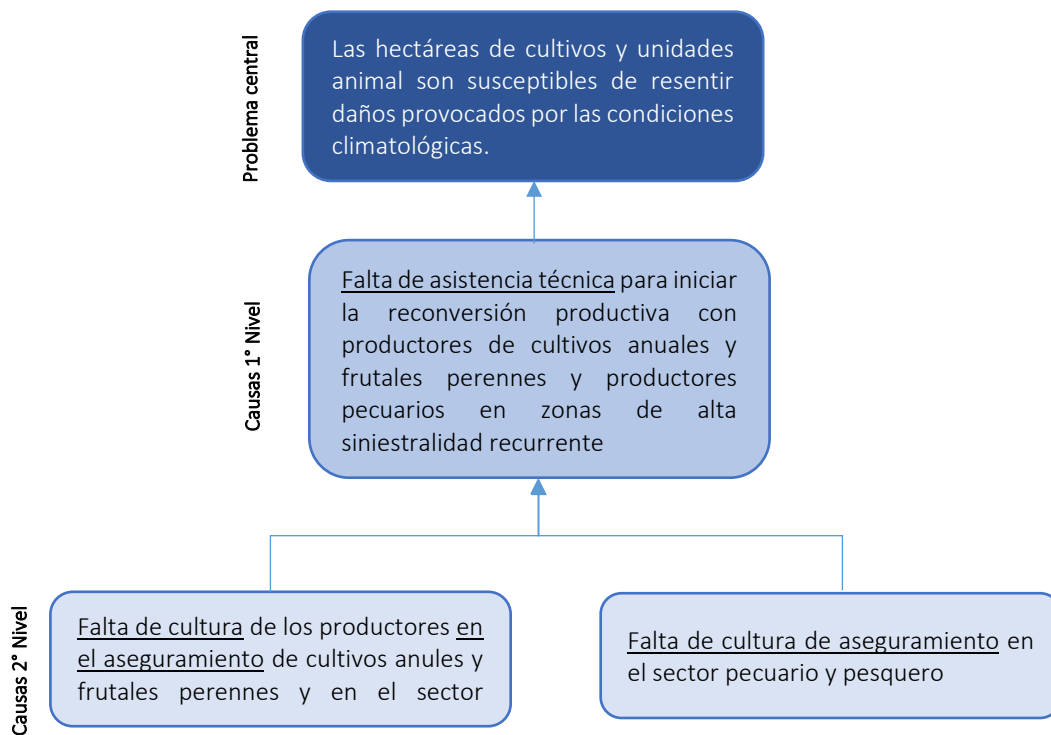 Problema central
Las hectáreas de cultivos y unidades
animal son susceptibles de resentir
daños provocados por las condiciones
climatológicas.
Causas 1° Nivel
Falta de asistencia técnica para iniciar
la reconversión productiva con
productores de cultivos anuales y
frutales perennes y productores
pecuarios en zonas de alta
siniestralidad recurrente
Causas 2° Nivel
Falta de cultura de los productores en
el aseguramiento de cultivos anules y
frutales perennes y en el sector
Falta de cultura de aseguramiento en
el sector pecuario y pesquero